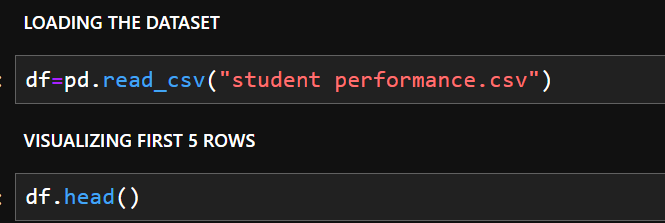 LOADING THE DATASET
df=pd.read_csv("student performance.csv")
VISUALIZING FIRST 5 ROWS
df.head()